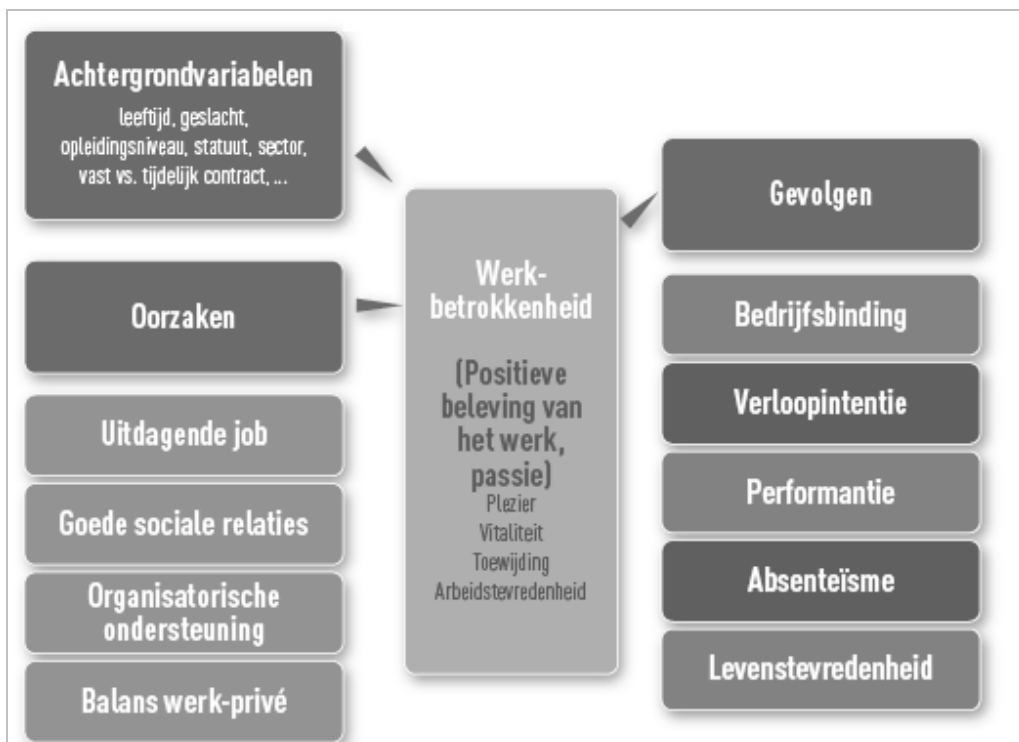 Achtergrondvariabelen
leeftijd, geslacht,
opleidingsniveau, statuut, sector,
vast vs. tijdelijk contract, ...
Oorzaken
Uitdagende job
Goede sociale relaties
Organisatorische
ondersteuning
Balans werk-privé
Werk-
betrokkenheid
(Positieve
beleving van
het werk,
passie)
Plezier
Vitaliteit
Toewijding
Arbeidstevredenheid
Gevolgen
Bedrijfsbinding
Verloopintentie
Performantie
Absenteïsme
Levenstevredenheid